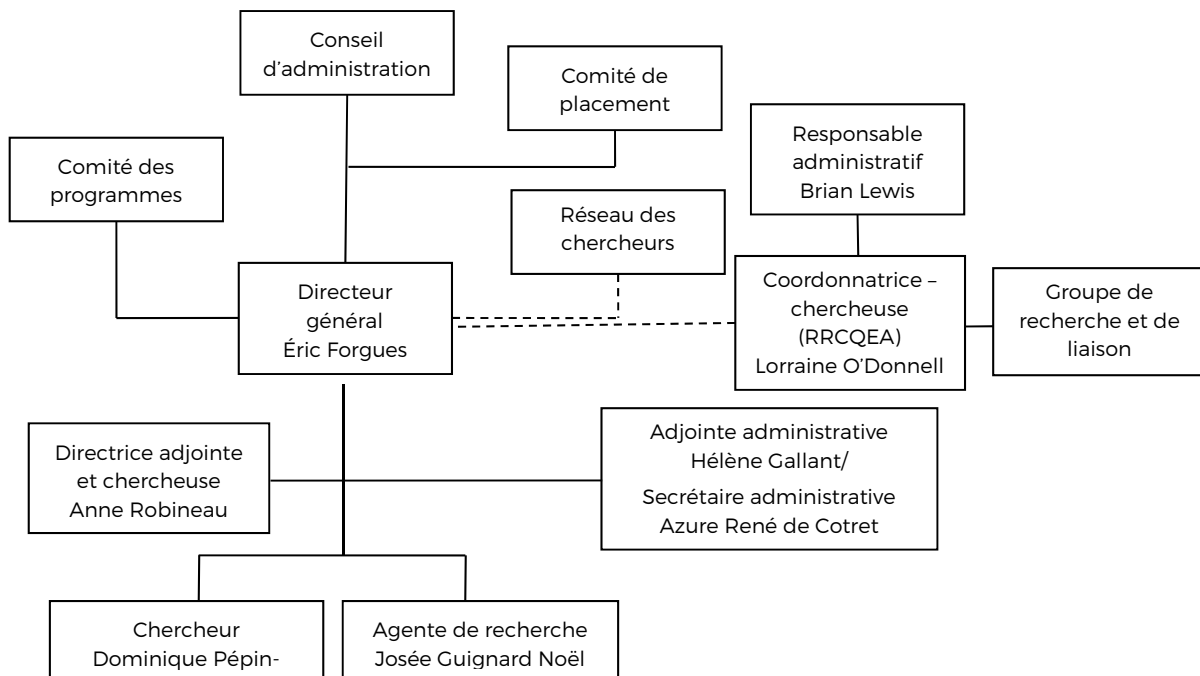 Conseil
d'administration
Comité de
placement
Comité des
programmes
Responsable
administratif
Brian Lewis
Réseau des
chercheurs
Directeur
général
Éric Forgues
Coordonnatrice –
chercheuse
(RRCQEA)
Lorraine O'Donnell
Groupe de
recherche et de
liaison
Directrice adjointe
et chercheuse
Anne Robineau
Adjointe administrative
Hélène Gallant/
Secrétaire administrative
Azure René de Cotret
Chercheur
Dominique Pépin-
Agente de recherche
Josée Guignard Noël